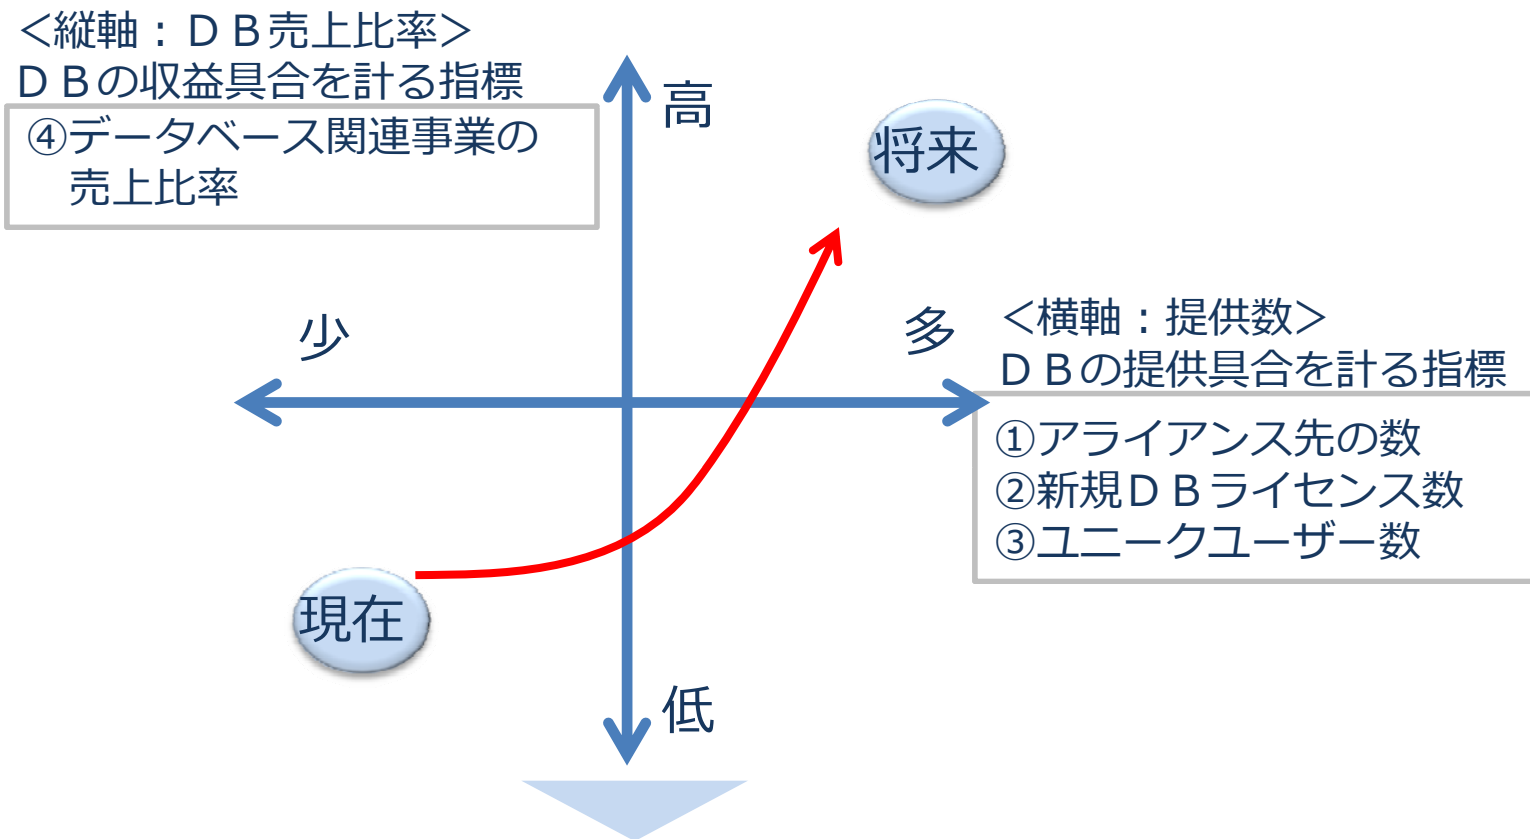 ＜縦軸：ＤＢ売上比率＞
ＤＢの収益具合を計る指標
④データベース関連事業の
売上比率
高
将来
少
多
＜横軸：提供数＞
ＤＢの提供具合を計る指標
①アライアンス先の数
②新規ＤＢライセンス数
③ユニークユーザー数
現在
低